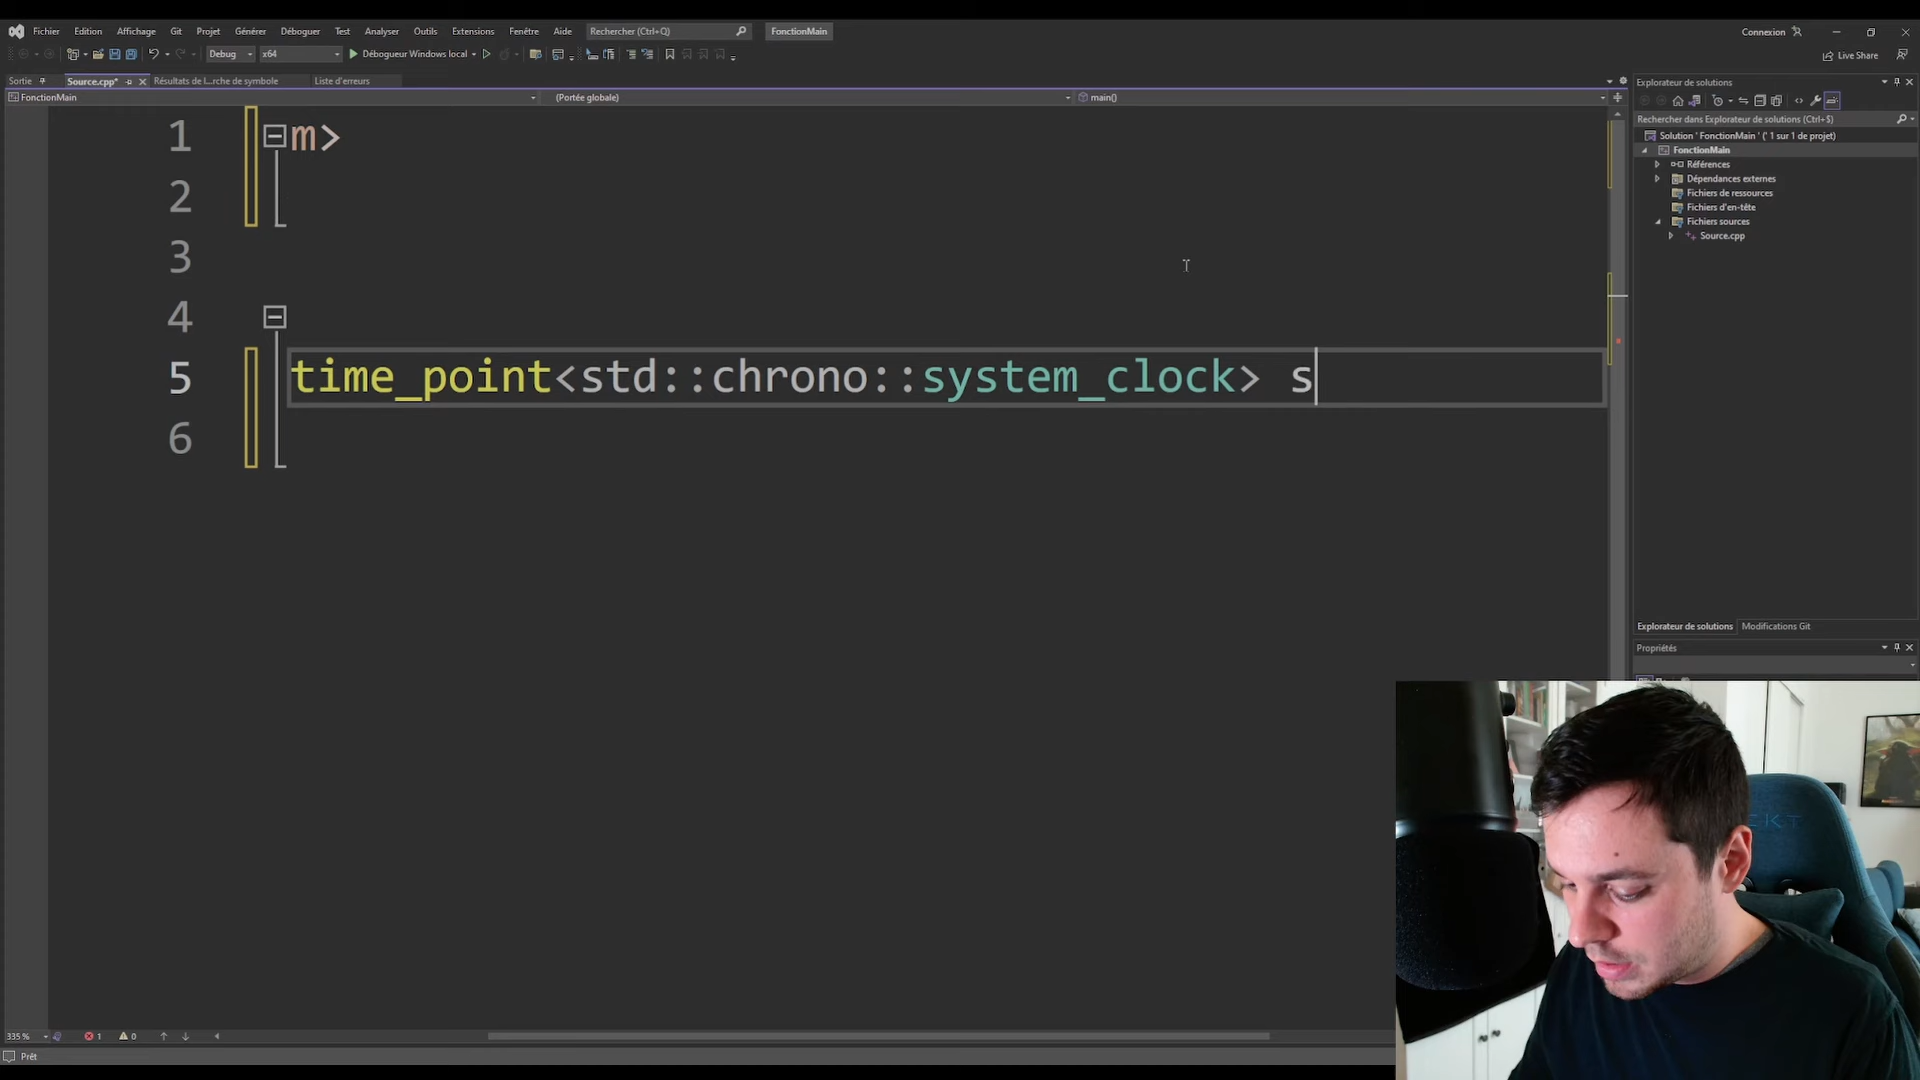 Fichier Edition Affichage Git Projet Générer Déboguer Test Analyser Outils Extensions Fenêtre Aide Rechercher (Ctrl+Q) FonctionMain Connexion
Debug x64 Débogueur Windows local Live Share
Sortie Source.cpp* Résultats de l...rche de symbole Liste d'erreurs
FonctionMain (Portée globale) main()
1 m>
2
3
4
5 time_point<std::chrono::system_clock> s
6
Explorateur de solutions
Rechercher dans Explorateur de solutions (Ctrl+$)
Solution ' FonctionMain ' (' 1 sur 1 de projet)
FonctionMain
Références
Dépendances externes
Fichiers de ressources
Fichiers d'en-tête
Fichiers sources
Source.cpp
Explorateur de solutions Modifications Git
Propriétés
335 % 1 0
Prêt